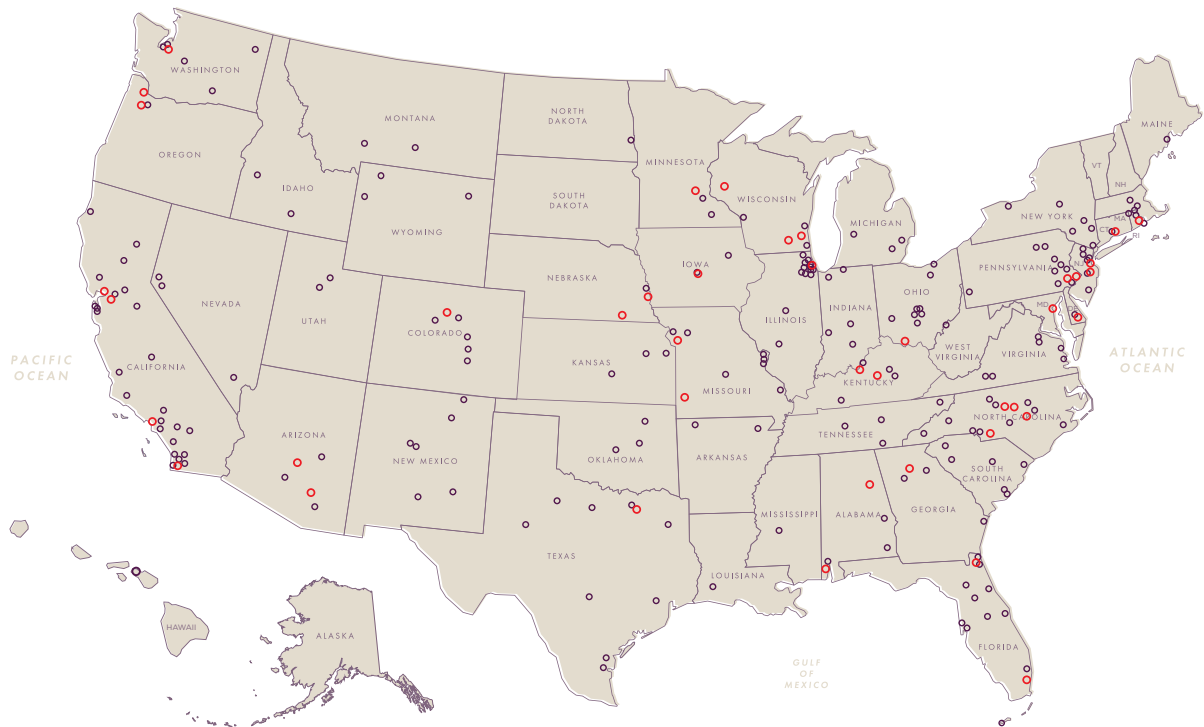 WASHINGTON
MONTANA
NORTH
DAKOTA
MINNESOTA
MAINE
OREGON
IDAHO
SOUTH
DAKOTA
WISCONSIN
MICHIGAN
VT
NH
NEW YORK
MA
CT
RI
WYOMING
IOWA
PENNSYLVANIA
NJ
NEBRASKA
NEVADA
UTAH
COLORADO
ILLINOIS
INDIANA
OHIO
MD
DE
WEST
VIRGINIA
VIRGINIA
PACIFIC
OCEAN
ATLANTIC
OCEAN
CALIFORNIA
KANSAS
MISSOURI
KENTUCKY
ARIZONA
NEW MEXICO
OKLAHOMA
ARKANSAS
TENNESSEE
NORTH CAROLINA
SOUTH
CAROLINA
MISSISSIPPI
ALABAMA
GEORGIA
TEXAS
LOUISIANA
HAWAII
ALASKA
FLORIDA
GULF
OF
MEXICO